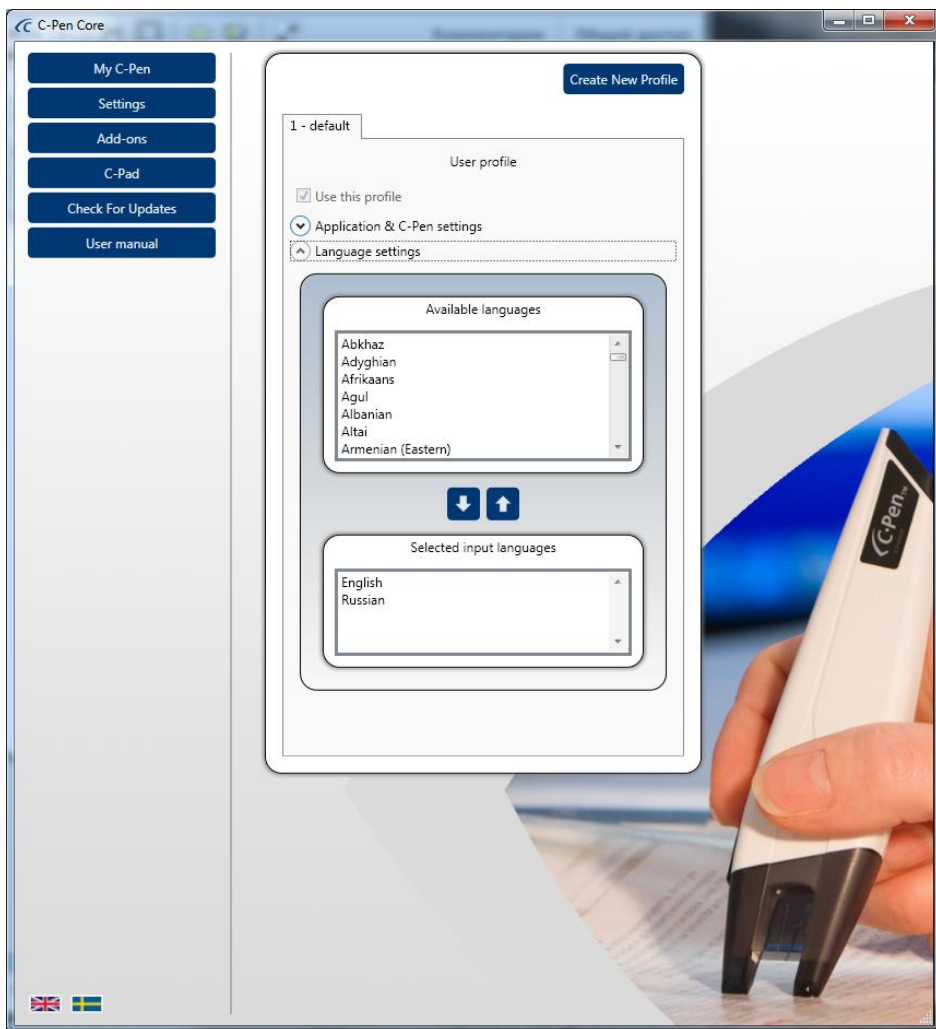 C-Pen Core
My C-Pen
Settings
Add-ons
C-Pad
Check For Updates
User manual
Create New Profile
1 - default
User profile
Use this profile
Application & C-Pen settings
Language settings
Available languages
Abkhaz
Adyghian
Afrikaans
Agul
Albanian
Altai
Armenian (Eastern)
Selected input languages
English
Russian
C-Pen™